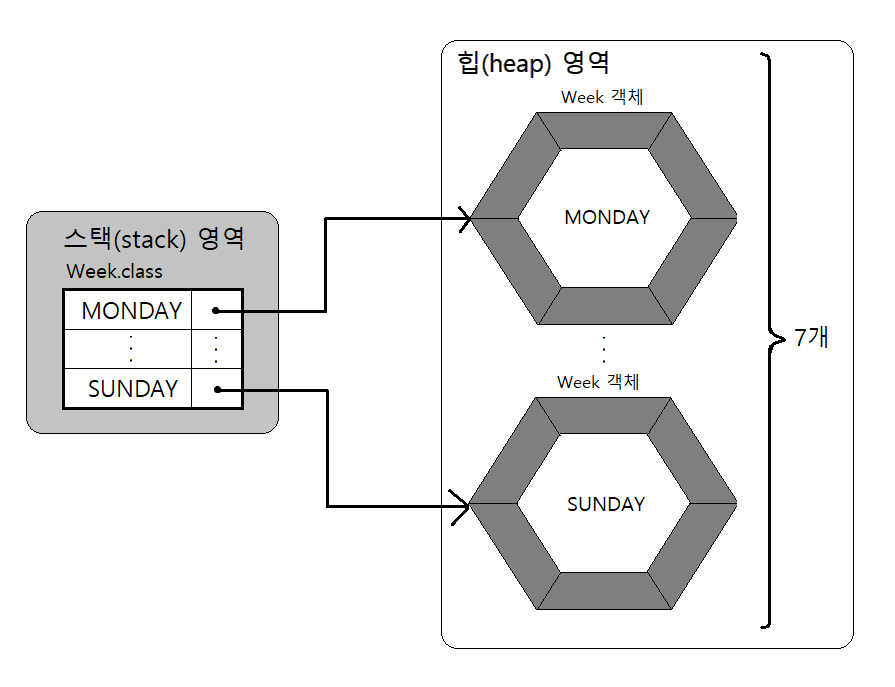 스택(stack) 영역
Week.class
MONDAY
SUNDAY
힙(heap) 영역
Week 객체
MONDAY
Week 객체
SUNDAY
7개